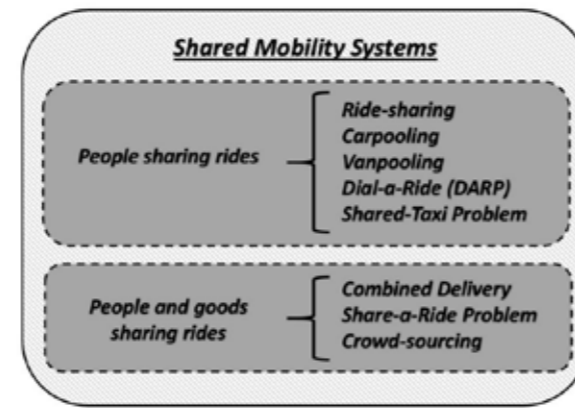 Shared Mobility Systems
People sharing rides
Ride-sharing
Carpooling
Vanpooling
Dial-a-Ride (DARP)
Shared-Taxi Problem
People and goods
sharing rides
Combined Delivery
Share-a-Ride Problem
Crowd-sourcing